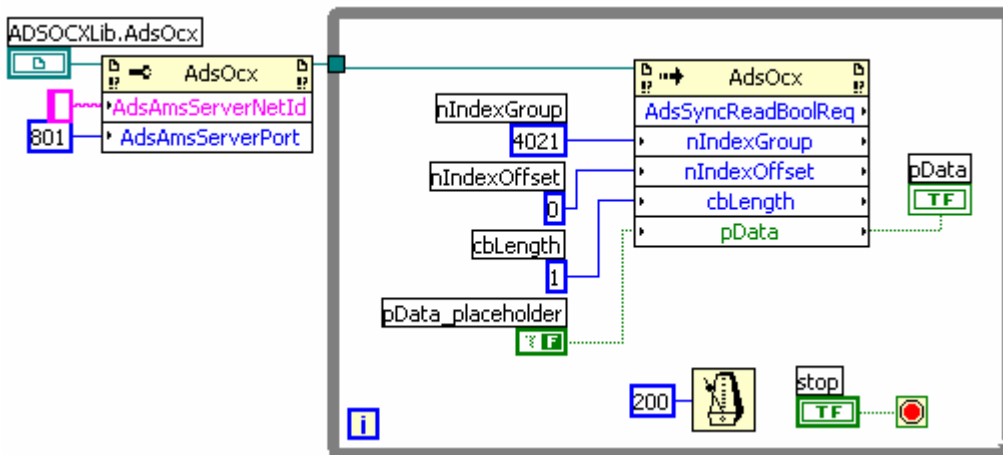 ADSOCXLib.AdsOcx
AdsOcx
AdsAmsServerNetId
801
AdsAmsServerPort
AdsOcx
AdsSyncReadBoolReq
nIndexGroup
4021
nIndexGroup
nIndexOffset
0
nIndexOffset
cbLength
1
cbLength
pData
pData
TF
pData_placeholder
F
200
stop
TF
i